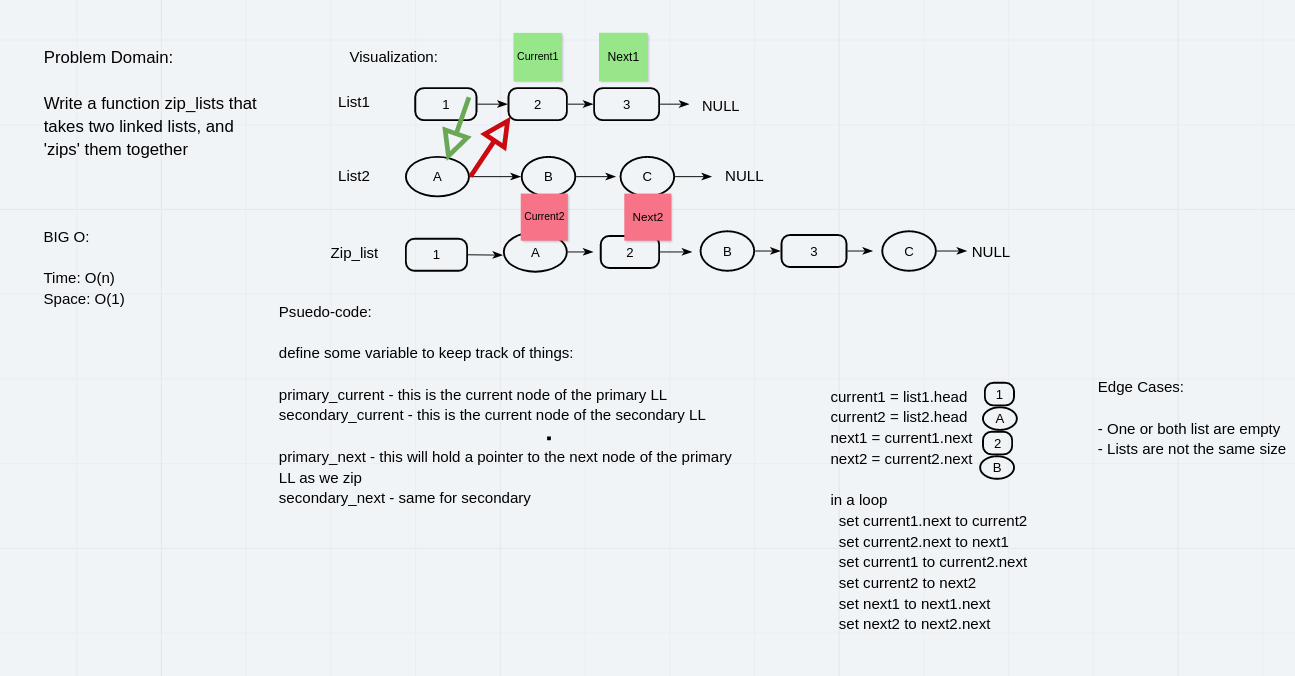 Problem Domain:
Write a function zip_lists that
takes two linked lists, and
'zips' them together
BIG O:
Time: O(n)
Space: O(1)
Visualization:
Current1
Next1
List1
1
2
3
NULL
List2
A
B
C
NULL
Current2
Next2
Zip_list
1
A
2
B
3
C
NULL
Psuedo-code:
define some variable to keep track of things:
primary_current - this is the current node of the primary LL
secondary_current - this is the current node of the secondary LL
primary_next - this will hold a pointer to the next node of the primary
LL as we zip
secondary_next - same for secondary
current1 = list1.head
1
current2 = list2.head
A
next1 = current1.next
2
next2 = current2.next
B
in a loop
set current1.next to current2
set current2.next to next1
set current1 to current2.next
set current2 to next2
set next1 to next1.next
set next2 to next2.next
Edge Cases:
- One or both list are empty
- Lists are not the same size